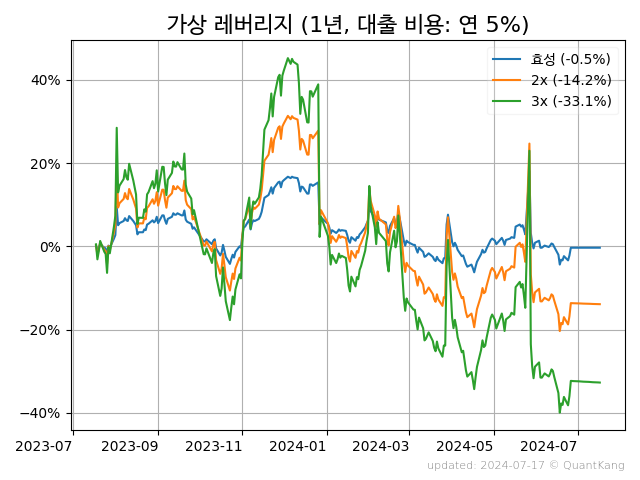 가상 레버리지 (1년, 대출 비용: 연 5%)
효성 (-0.5%)
2x (-14.2%)
3x (-33.1%)
40%
20%
0%
−20%
−40%
2023-07 2023-09 2023-11 2024-01 2024-03 2024-05 2024-07
updated: 2024-07-17 © QuantKang